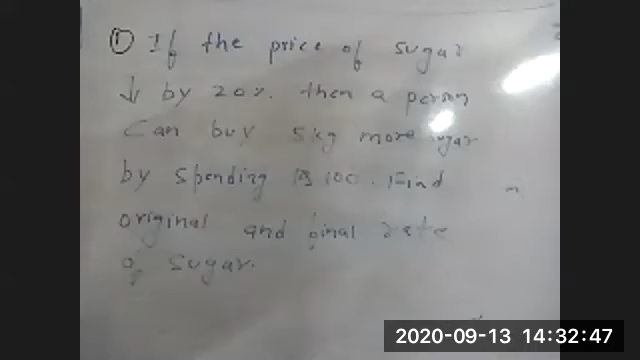 ① If the price of sugar
↓ by 20%. then a person
Can buy 5kg more sugar
by spending Rs 100. Find
original and final rate
of sugar.
2020-09-13 14:32:47